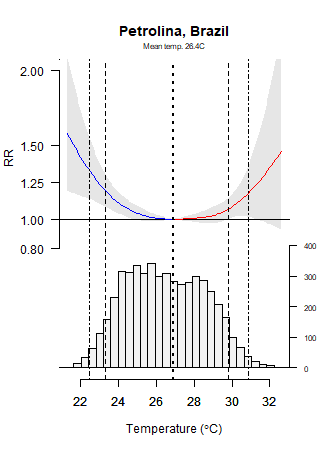 Petrolina, Brazil
Mean temp. 26.4C
2.00
1.50
1.25
1.00
0.80
RR
400
300
200
100
0
22 24 26 28 30 32
Temperature (°C)